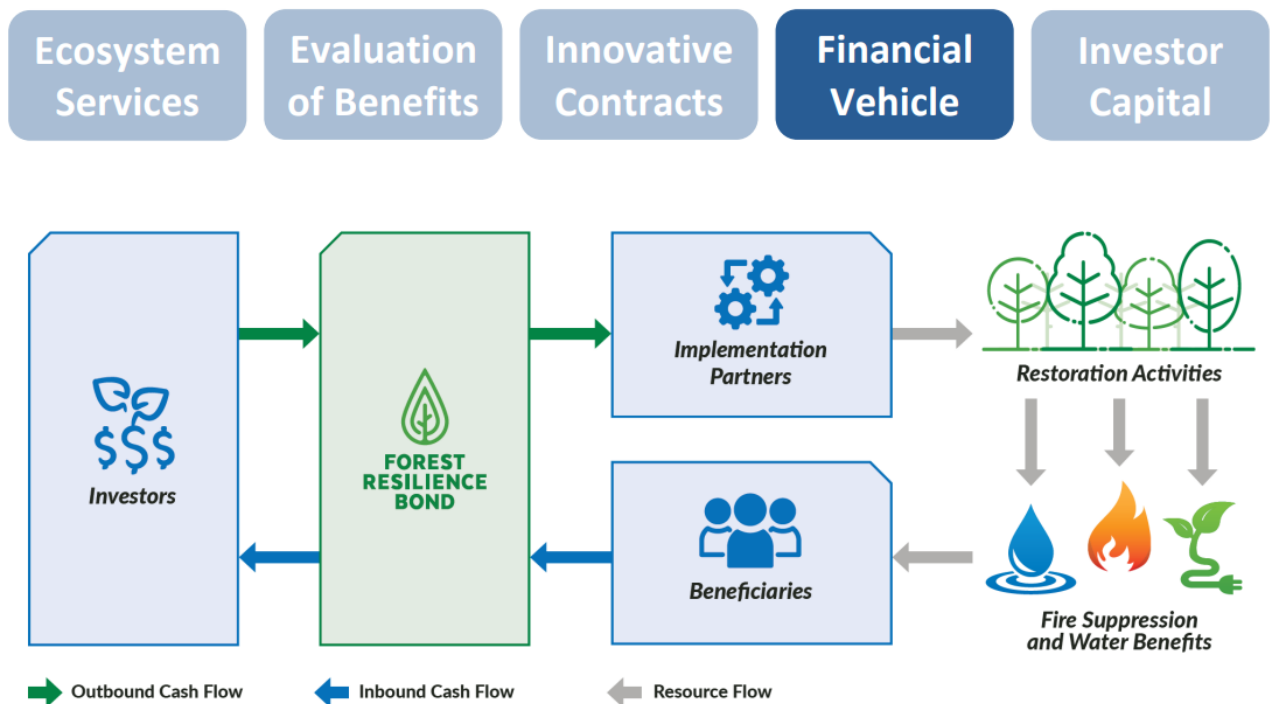 Ecosystem
Services
Evaluation
of Benefits
Innovative
Contracts
Financial
Vehicle
Investor
Capital
Investors
FOREST
RESILIENCE
BOND
Implementation
Partners
Restoration Activities
Beneficiaries
Fire Suppression
and Water Benefits
Outbound Cash Flow
Inbound Cash Flow
Resource Flow